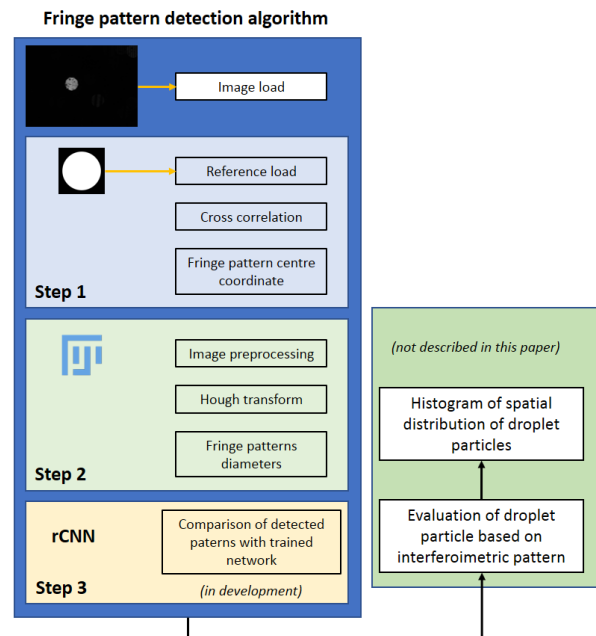 Fringe pattern detection algorithm
Image load
Reference load
Cross correlation
Fringe pattern centre
coordinate
Step 1
Image preprocessing
Hough transform
Fringe patterns
diameters
Step 2
rCNN
Comparison of detected
paterns with trained
network
Step 3
(in development)
(not described in this paper)
Histogram of spatial
distribution of droplet
particles
Evaluation of droplet
particle based on
interferoimetric pattern